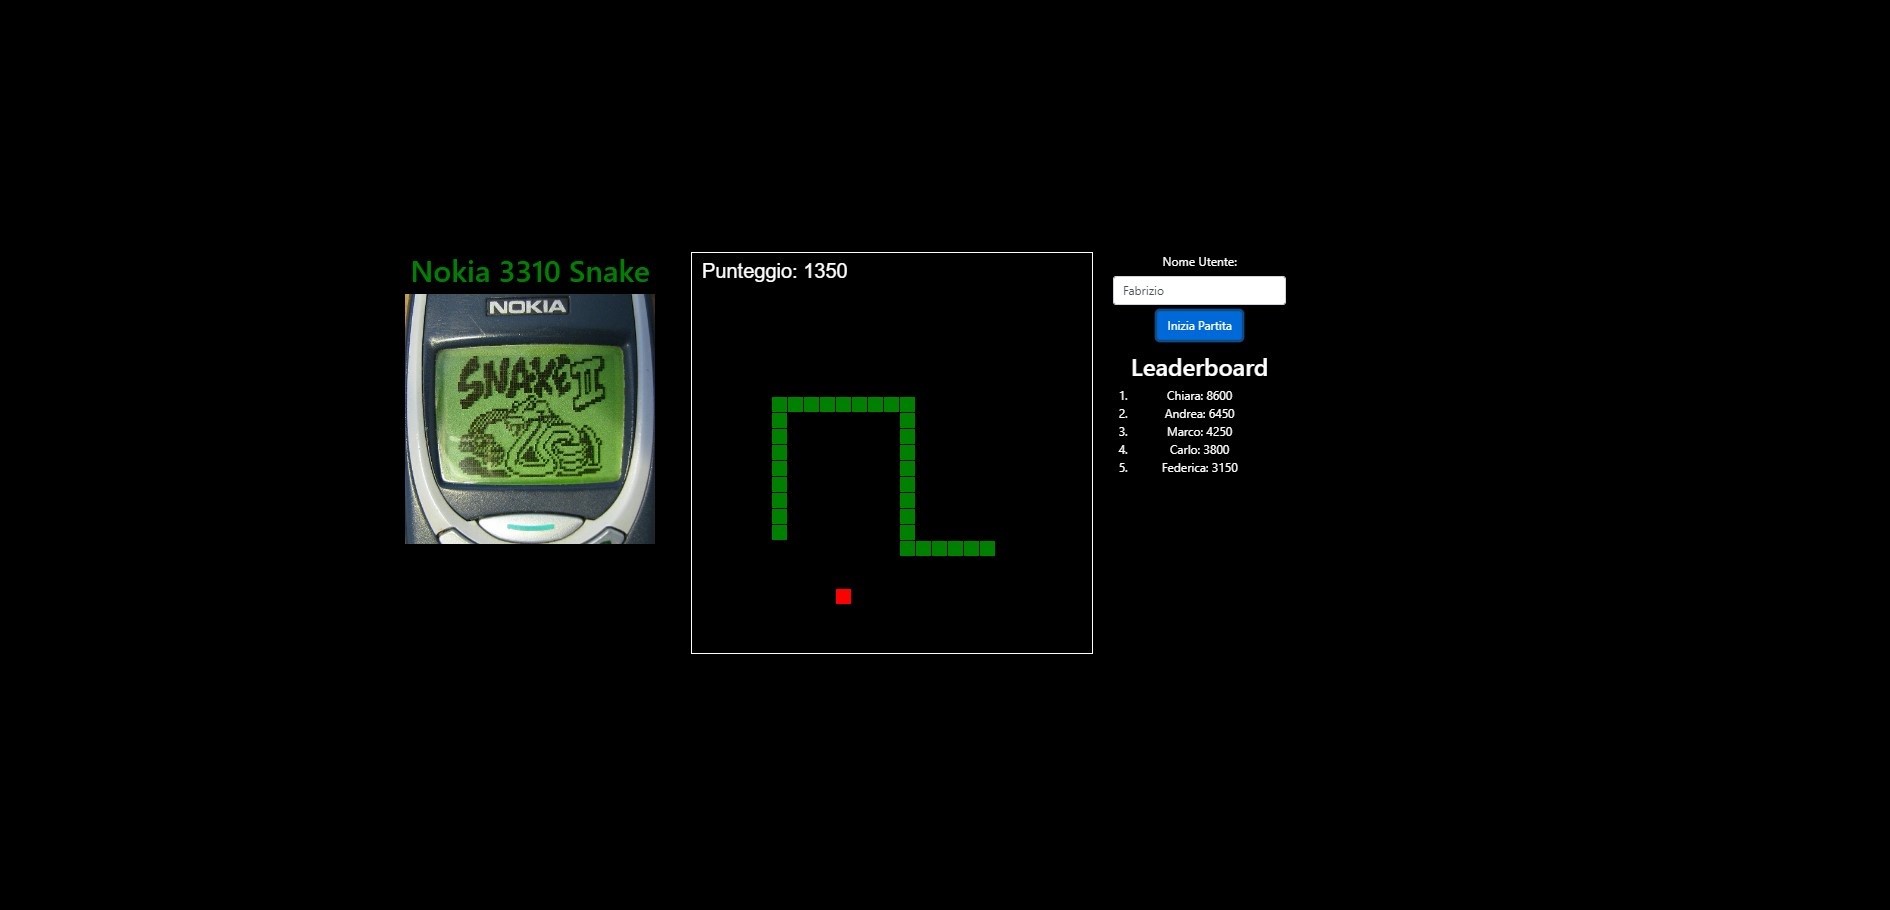 Nokia 3310 Snake
NOKIA
SNAKE II
Punteggio: 1350
Nome Utente:
Fabrizio
Inizia Partita
Leaderboard
1. Chiara: 8600
2. Andrea: 6450
3. Marco: 4250
4. Carlo: 3800
5. Federica: 3150